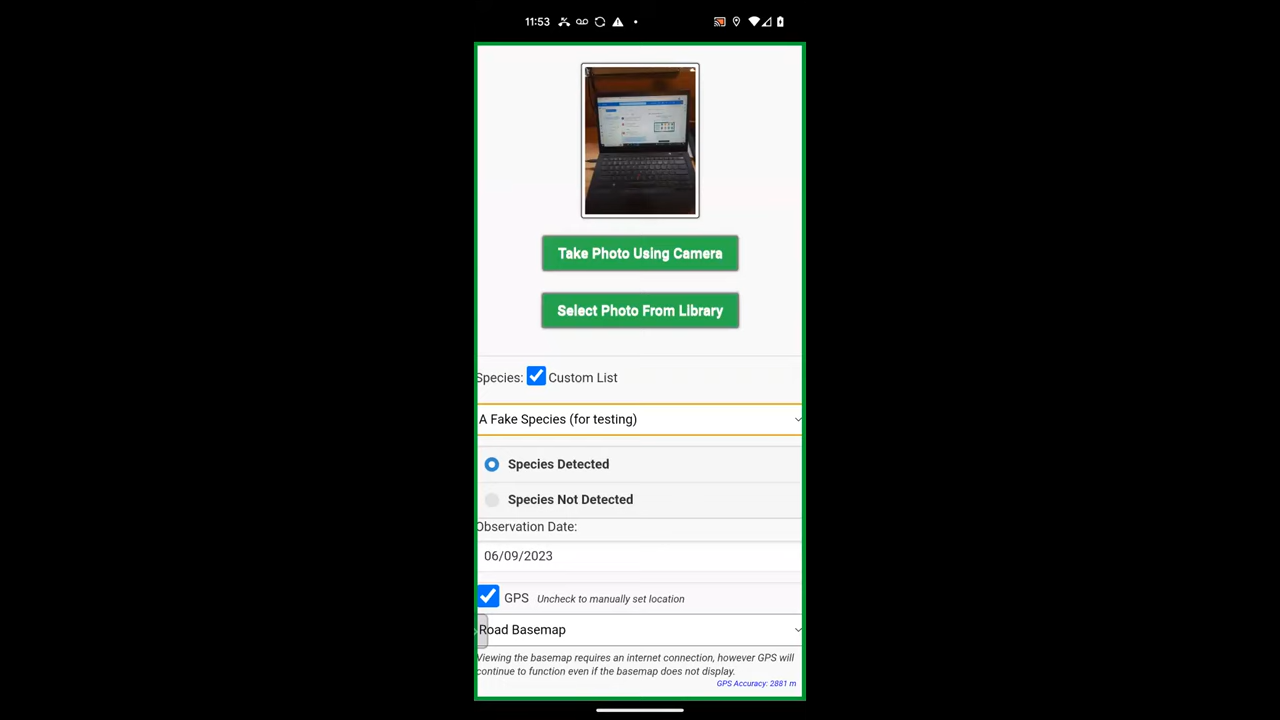 11:53
Take Photo Using Camera
Select Photo From Library
Species: Custom List
A Fake Species (for testing)
Species Detected
Species Not Detected
Observation Date:
06/09/2023
GPS Uncheck to manually set location
Road Basemap
Viewing the basemap requires an internet connection, however GPS will
continue to function even if the basemap does not display.
GPS Accuracy: 2881 m